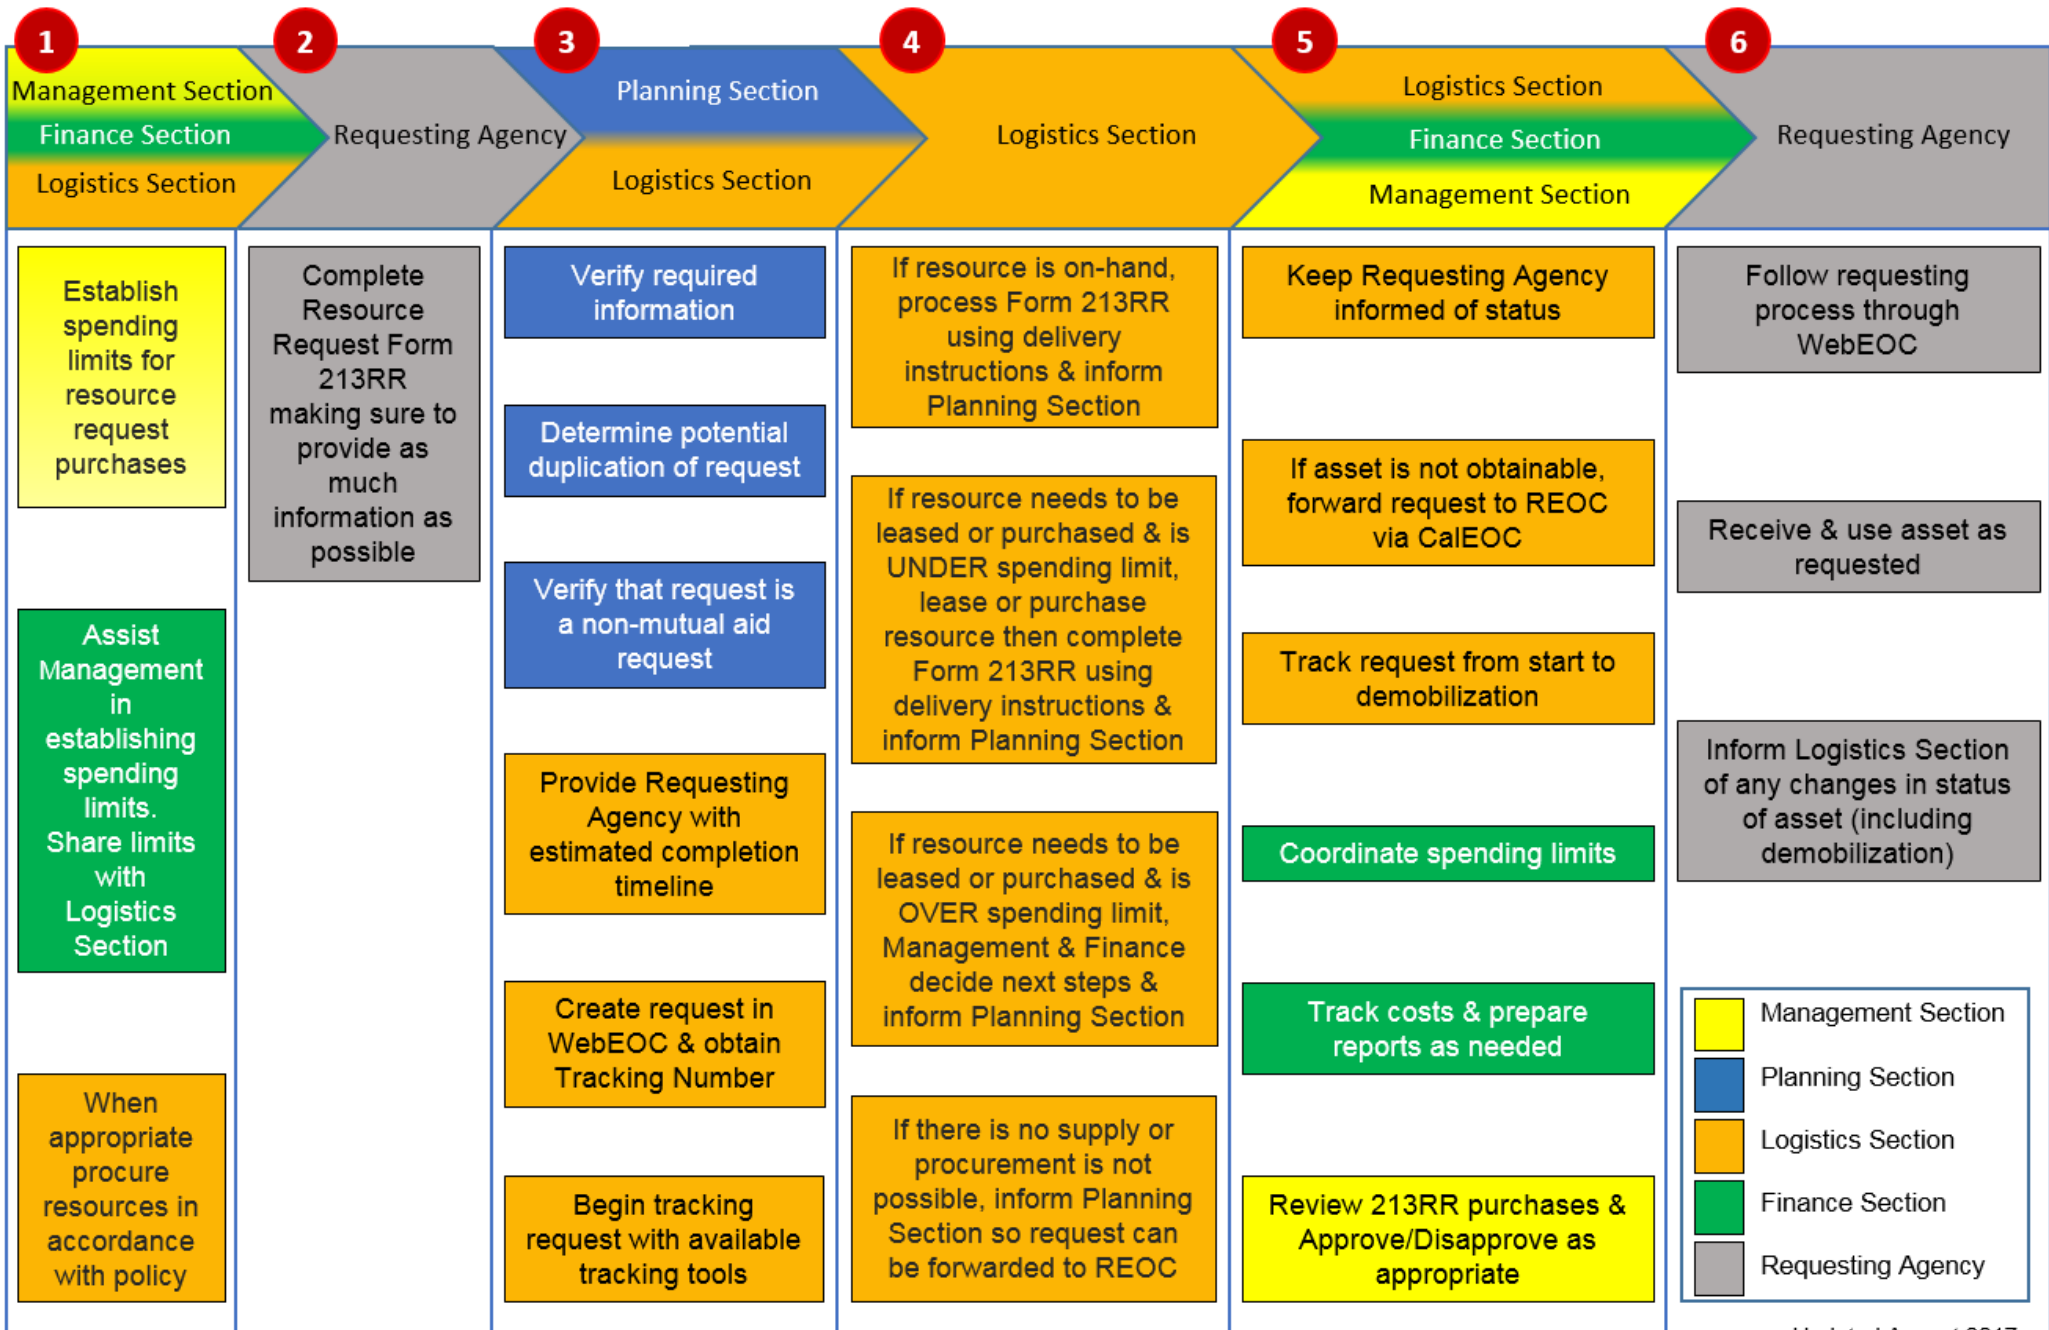 1
2
3
4
5
6
Management Section
Finance Section
Logistics Section
Requesting Agency
Planning Section
Logistics Section
Logistics Section
Logistics Section
Finance Section
Management Section
Requesting Agency
Establish
spending
limits for
resource
request
purchases
Assist
Management
in
establishing
spending
limits.
Share limits
with
Logistics
Section
When
appropriate
procure
resources in
accordance
with policy
Complete
Resource
Request Form
213RR
making sure to
provide as
much
information as
possible
Verify required
information
Determine potential
duplication of request
Verify that request is
a non-mutual aid
request
Provide Requesting
Agency with
estimated completion
timeline
Create request in
WebEOC & obtain
Tracking Number
Begin tracking
request with available
tracking tools
If resource is on-hand,
process Form 213RR
using delivery
instructions & inform
Planning Section
If resource needs to be
leased or purchased & is
UNDER spending limit,
lease or purchase
resource then complete
Form 213RR using
delivery instructions &
inform Planning Section
If resource needs to be
leased or purchased & is
OVER spending limit,
Management & Finance
decide next steps &
inform Planning Section
If there is no supply or
procurement is not
possible, inform Planning
Section so request can
be forwarded to REOC
Keep Requesting Agency
informed of status
If asset is not obtainable,
forward request to REOC
via CalEOC
Track request from start to
demobilization
Coordinate spending limits
Track costs & prepare
reports as needed
Review 213RR purchases &
Approve/Disapprove as
appropriate
Follow requesting
process through
WebEOC
Receive & use asset as
requested
Inform Logistics Section
of any changes in status
of asset (including
demobilization)
Management Section
Planning Section
Logistics Section
Finance Section
Requesting Agency
Updated August 2017